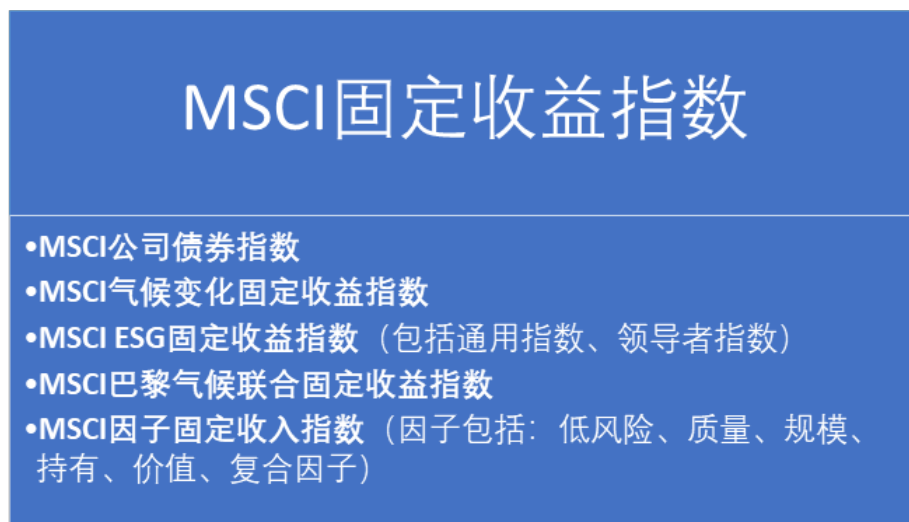 MSCI固定收益指数
•MSCI公司债券指数
•MSCI气候变化固定收益指数
•MSCI ESG固定收益指数（包括通用指数、领导者指数）
•MSCI巴黎气候联合固定收益指数
•MSCI因子固定收入指数（因子包括：低风险、质量、规模、
持有、价值、复合因子）